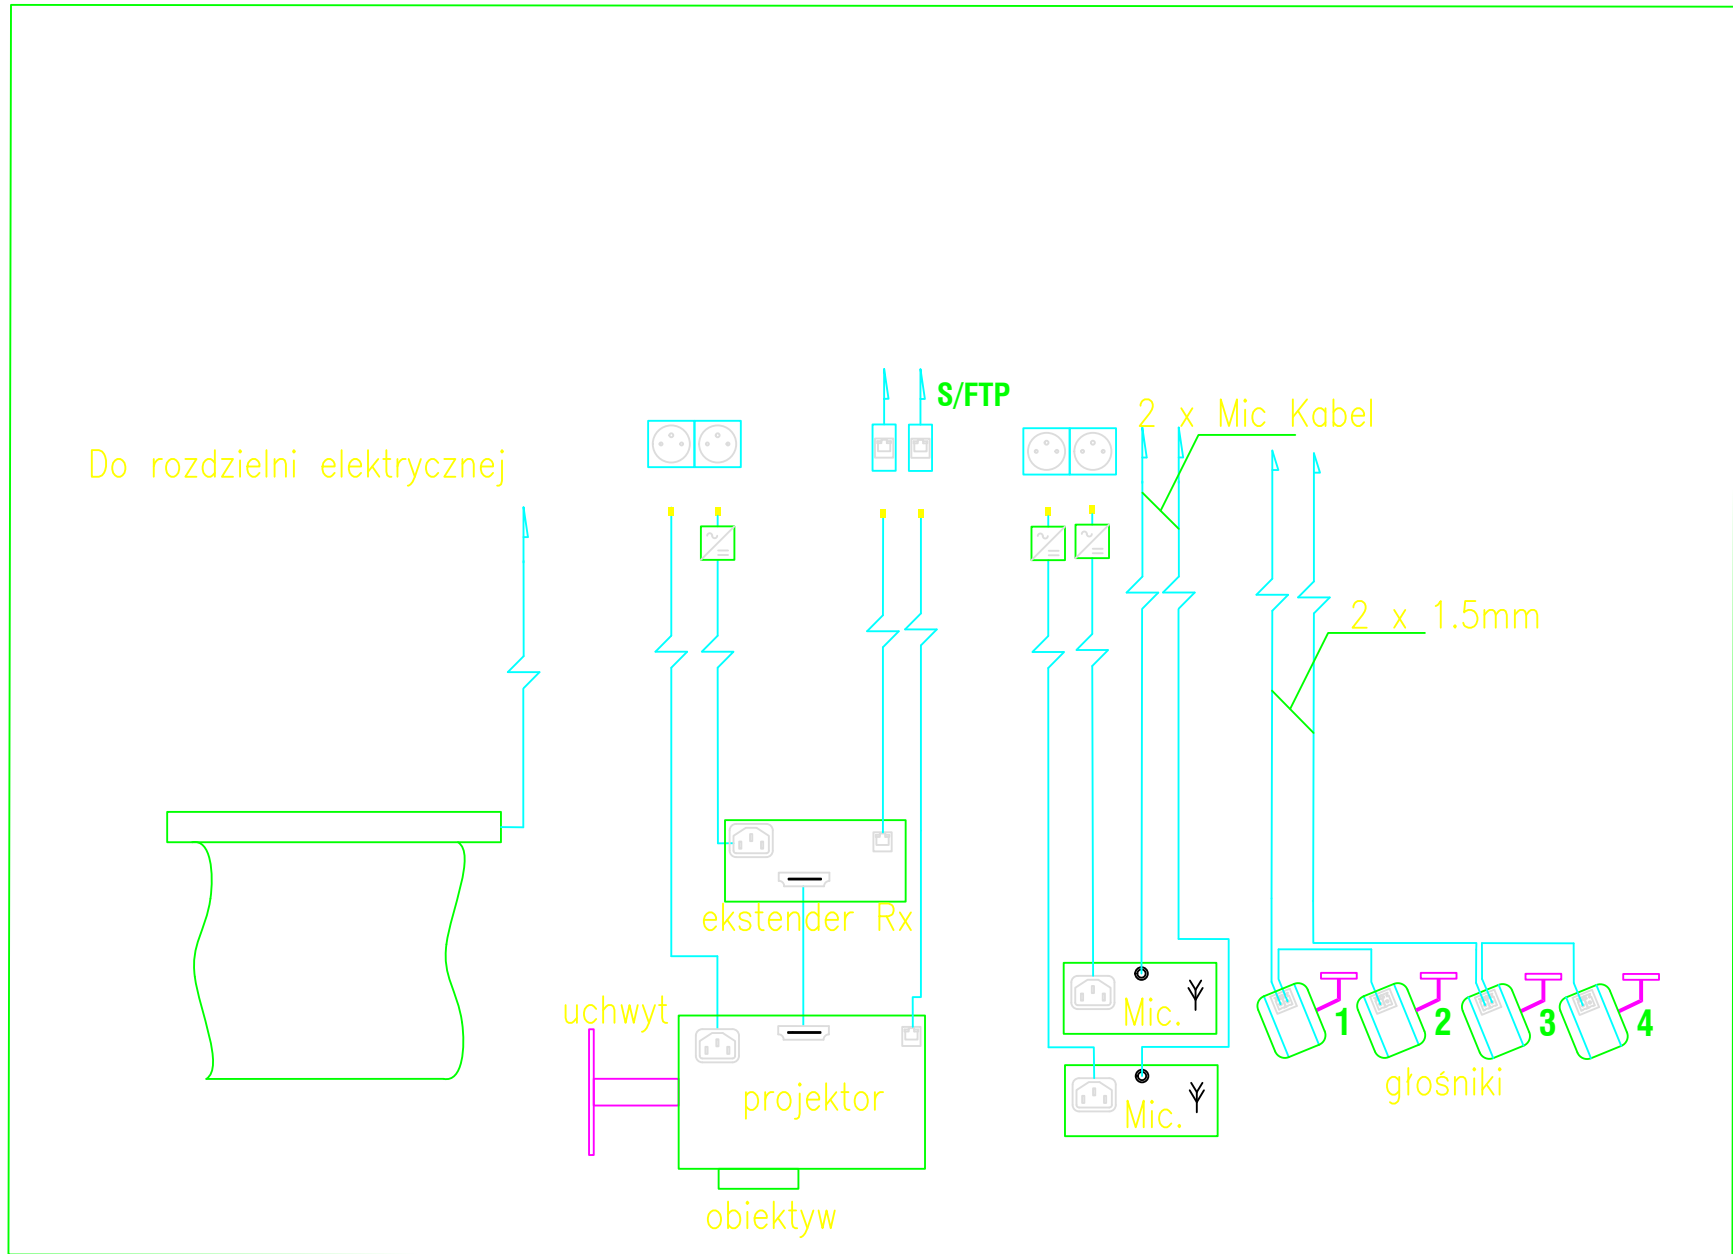 S/FTP
2 x Mic Kabel
Do rozdzielni elektrycznej
2 x 1.5mm
ekstender Rx
uchwyt
Mic.
1
2
3
4
głośniki
projektor
Mic.
obiektyw